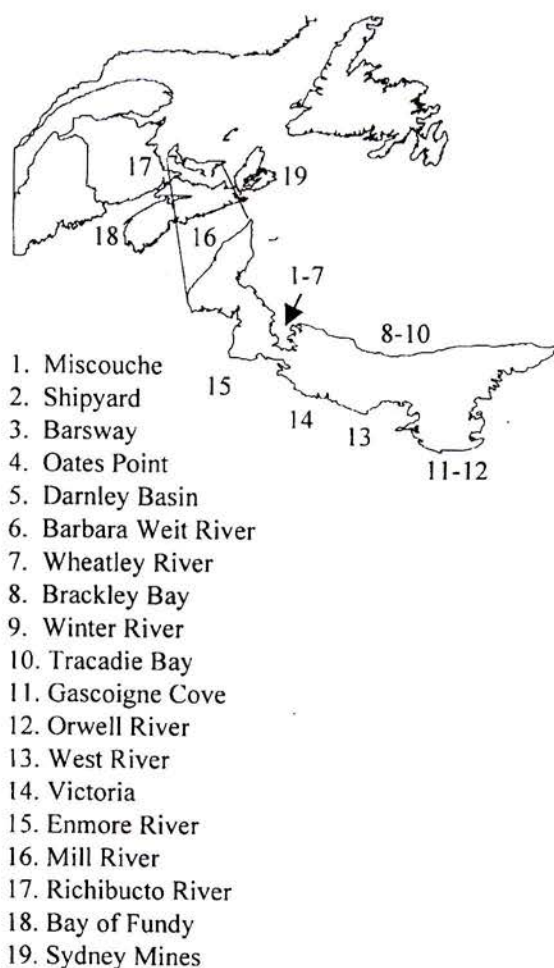 17
19
18
16
1-7
8-10
15
14
13
11-12
1. Miscouche
2. Shipyard
3. Barsway
4. Oates Point
5. Darnley Basin
6. Barbara Weit River
7. Wheatley River
8. Brackley Bay
9. Winter River
10. Tracadie Bay
11. Gascoigne Cove
12. Orwell River
13. West River
14. Victoria
15. Enmore River
16. Mill River
17. Richibucto River
18. Bay of Fundy
19. Sydney Mines